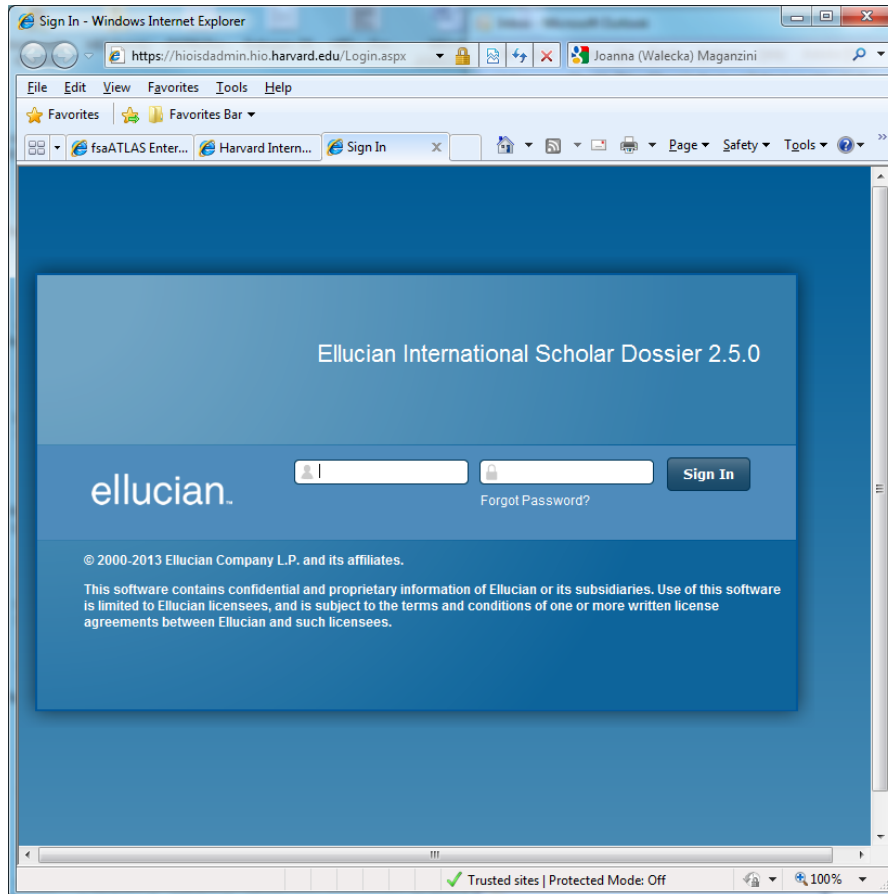 Sign In - Windows Internet Explorer
https://hioisdadmin.hio.harvard.edu/Login.aspx
Joanna (Walecka) Maganzini
File Edit View Favorites Tools Help
Favorites Favorites Bar
fsaATLAS Enter... Harvard Intern... Sign In x Page Safety Tools »
Ellucian International Scholar Dossier 2.5.0
ellucian™
Sign In
Forgot Password?
© 2000-2013 Ellucian Company L.P. and its affiliates.
This software contains confidential and proprietary information of Ellucian or its subsidiaries. Use of this software
is limited to Ellucian licensees, and is subject to the terms and conditions of one or more written license
agreements between Ellucian and such licensees.
Trusted sites | Protected Mode: Off 100%